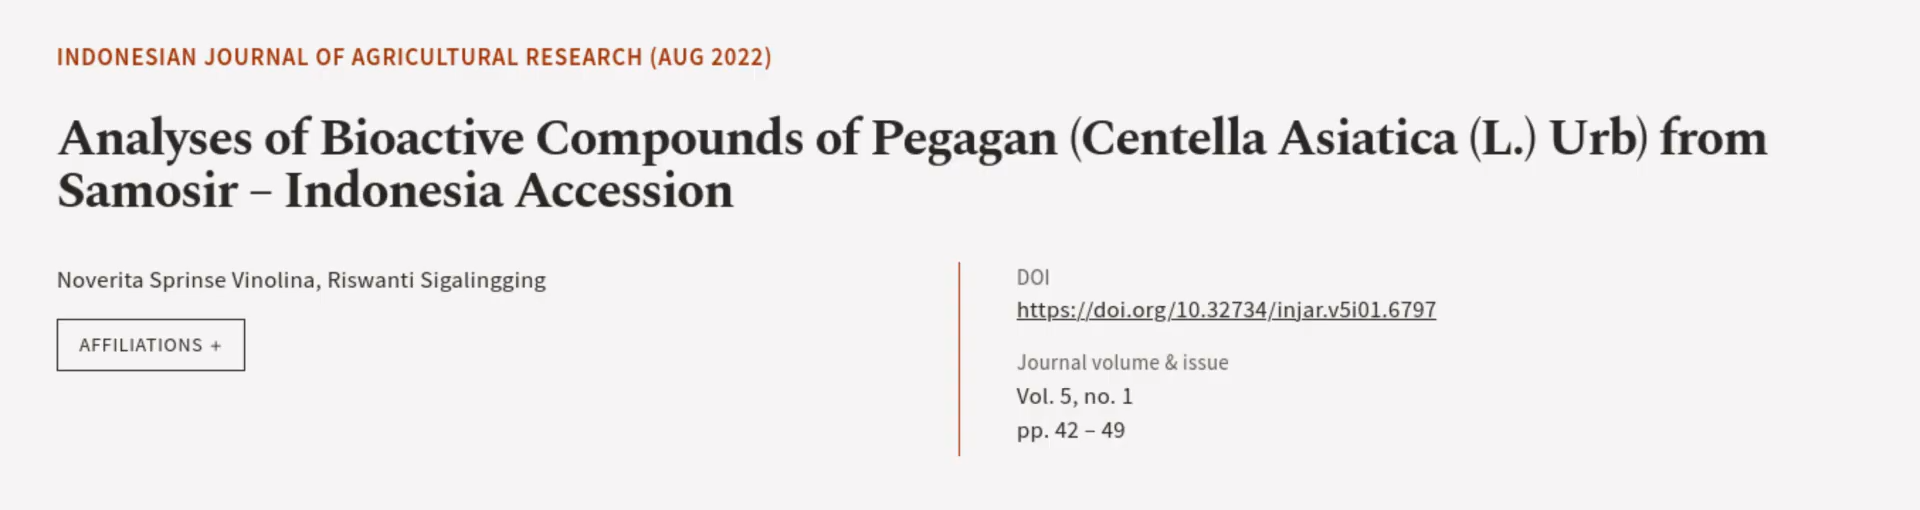 INDONESIAN JOURNAL OF AGRICULTURAL RESEARCH (AUG 2022)
Analyses of Bioactive Compounds of Pegagan (Centella Asiatica (L.) Urb) from
Samosir – Indonesia Accession
Noverita Sprinse Vinolina, Riswanti Sigalingging
AFFILIATIONS +
DOI
https://doi.org/10.32734/injar.v5i01.6797
Journal volume & issue
Vol. 5, no. 1
pp. 42 – 49